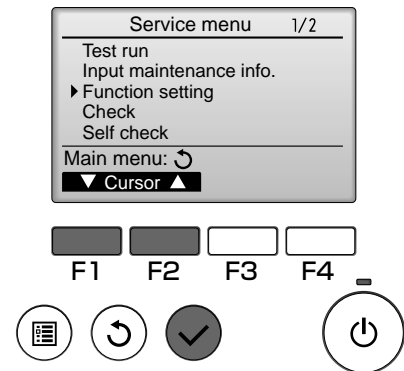 Service menu 1/2
Test run
Input maintenance info.
Function setting
Check
Self check
Main menu:
Cursor
F1 F2 F3 F4